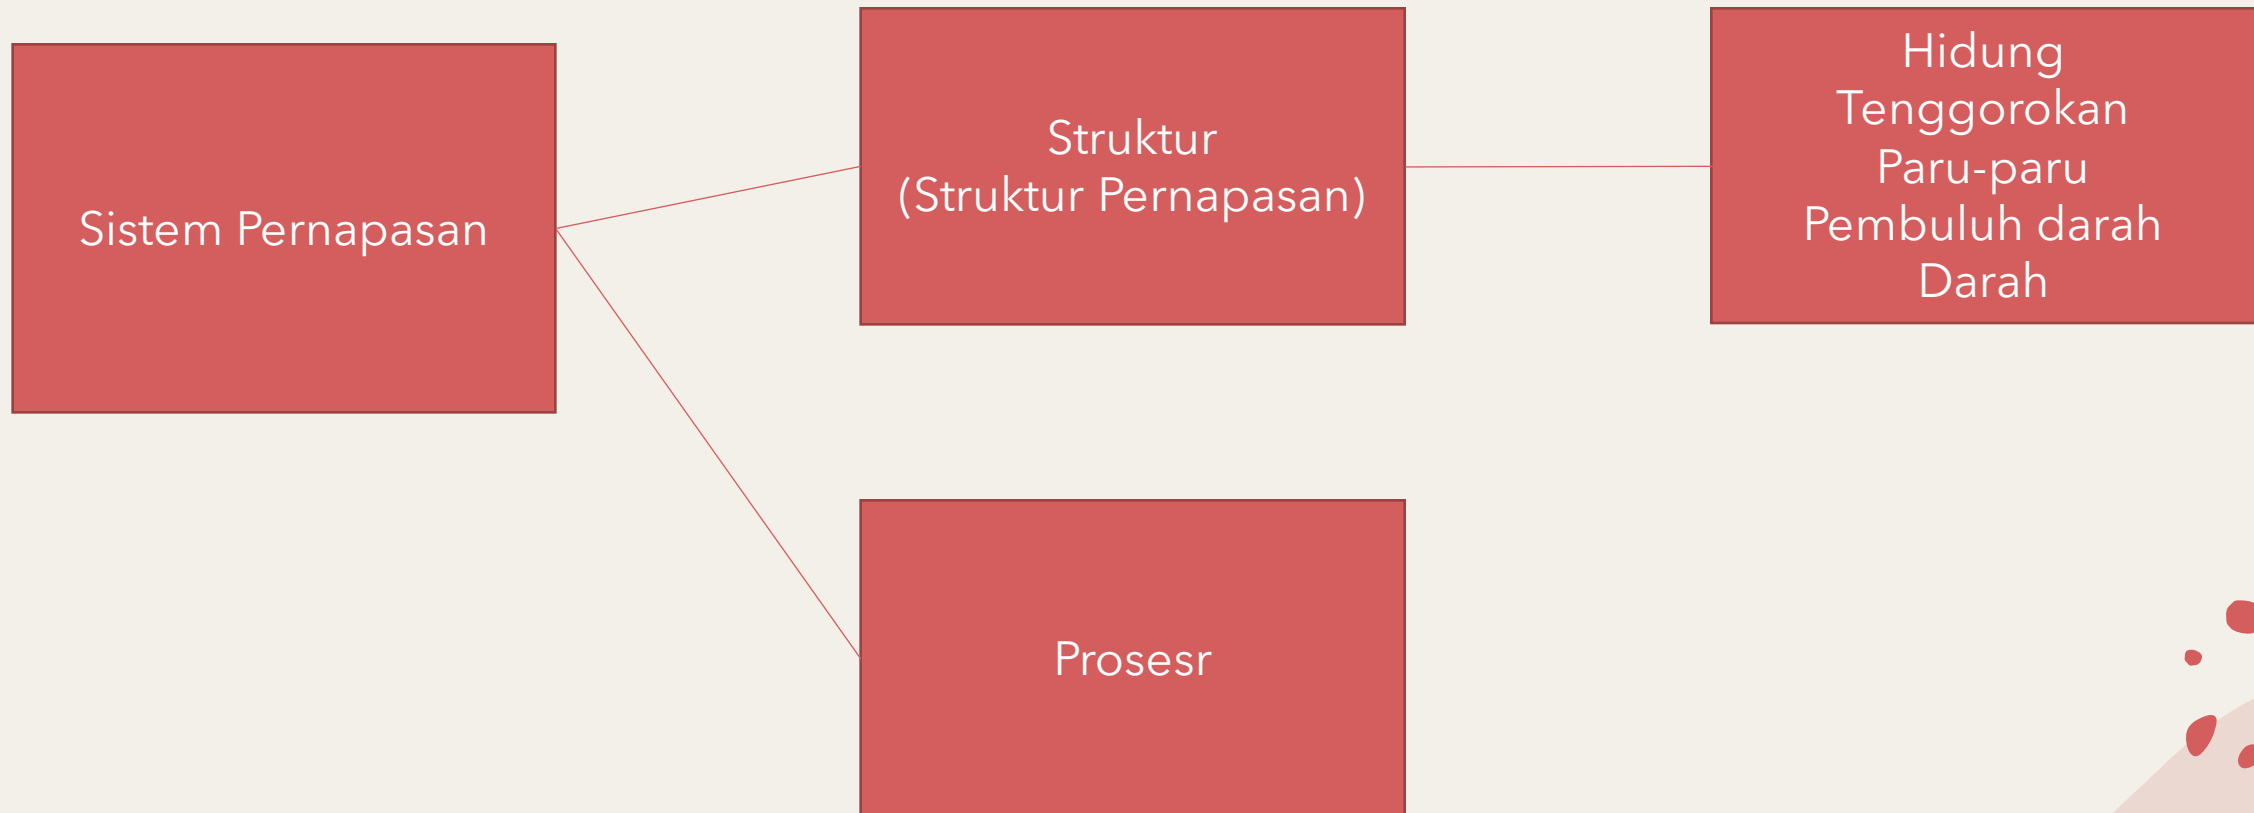 Sistem Pernapasan
Struktur
(Struktur Pernapasan)
Hidung
Tenggorokan
Paru-paru
Pembuluh darah
Darah
Prosesr